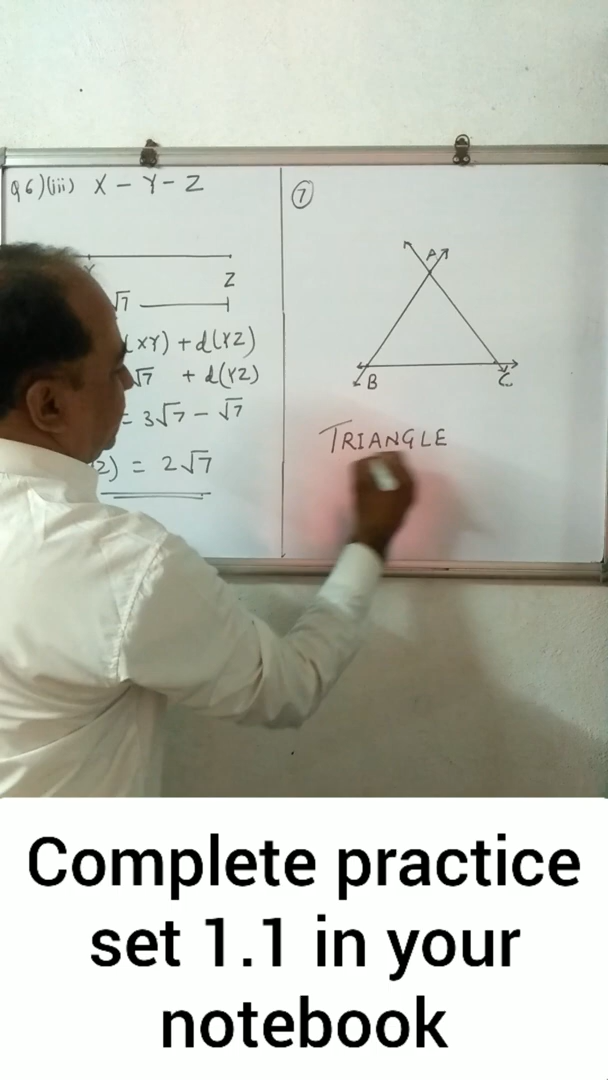 Q6)(iii) X – Y – Z
Z
√7
(XY) + d(YZ)
√7 + d(YZ)
= 3√7 – √7
Z) = 2√7
7
A
B
C
TRIANGLE
Complete practice
set 1.1 in your
notebook